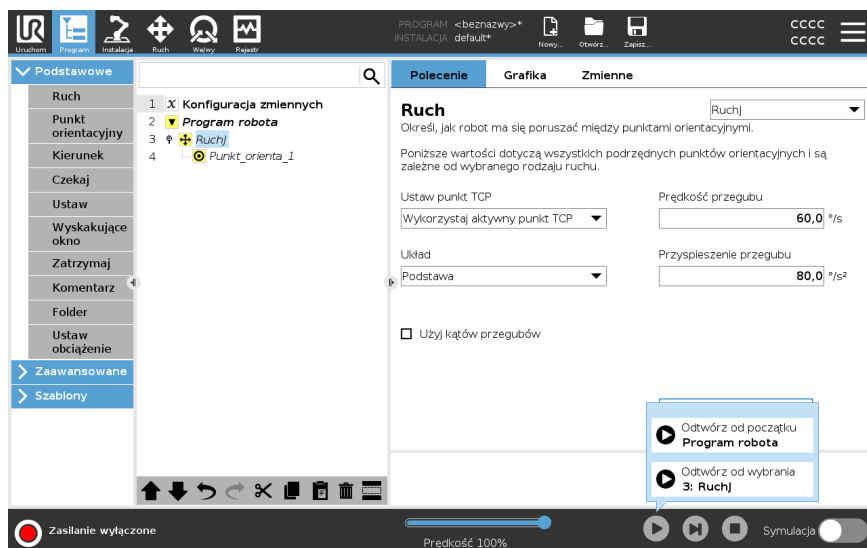 UR
Uruchom
Program
Instalacja
Ruch
We/wy
Rejestr
PROGRAM <beznazwy>*
INSTALACJA default*
Nowy...
Otwórz...
Zapisz...
cccc
cccc
Podstawowe
Ruch
Punkt
orientacyjny
Kierunek
Czekaj
Ustaw
Wyskakujące
okno
Zatrzymaj
Komentarz
Folder
Ustaw
obciążenie
Zaawansowane
Szablony
1 X Konfiguracja zmiennych
2 Program robota
3 RuchJ
4 Punkt_orienta_1
Polecenie Grafika Zmienne
Ruch
RuchJ
Określ, jak robot ma się poruszać między punktami orientacyjnymi.
Poniższe wartości dotyczą wszystkich podrzędnych punktów orientacyjnych i są
zależne od wybranego rodzaju ruchu.
Ustaw punkt TCP
Wykorzystaj aktywny punkt TCP
Prędkość przegubu
60,0 °/s
Układ
Podstawa
Przyspieszenie przegubu
80,0 °/s²
Użyj kątów przegubów
Odtwórz od początku
Program robota
Odtwórz od wybrania
3: RuchJ
Zasilanie wyłączone
Prędkość 100%
Symulacja